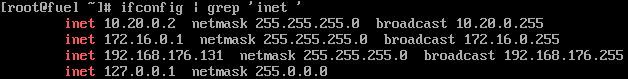 [root@fuel ~]# ifconfig | grep 'inet '
inet 10.20.0.2 netmask 255.255.255.0 broadcast 10.20.0.255
inet 172.16.0.1 netmask 255.255.255.0 broadcast 172.16.0.255
inet 192.168.176.131 netmask 255.255.255.0 broadcast 192.168.176.255
inet 127.0.0.1 netmask 255.0.0.0